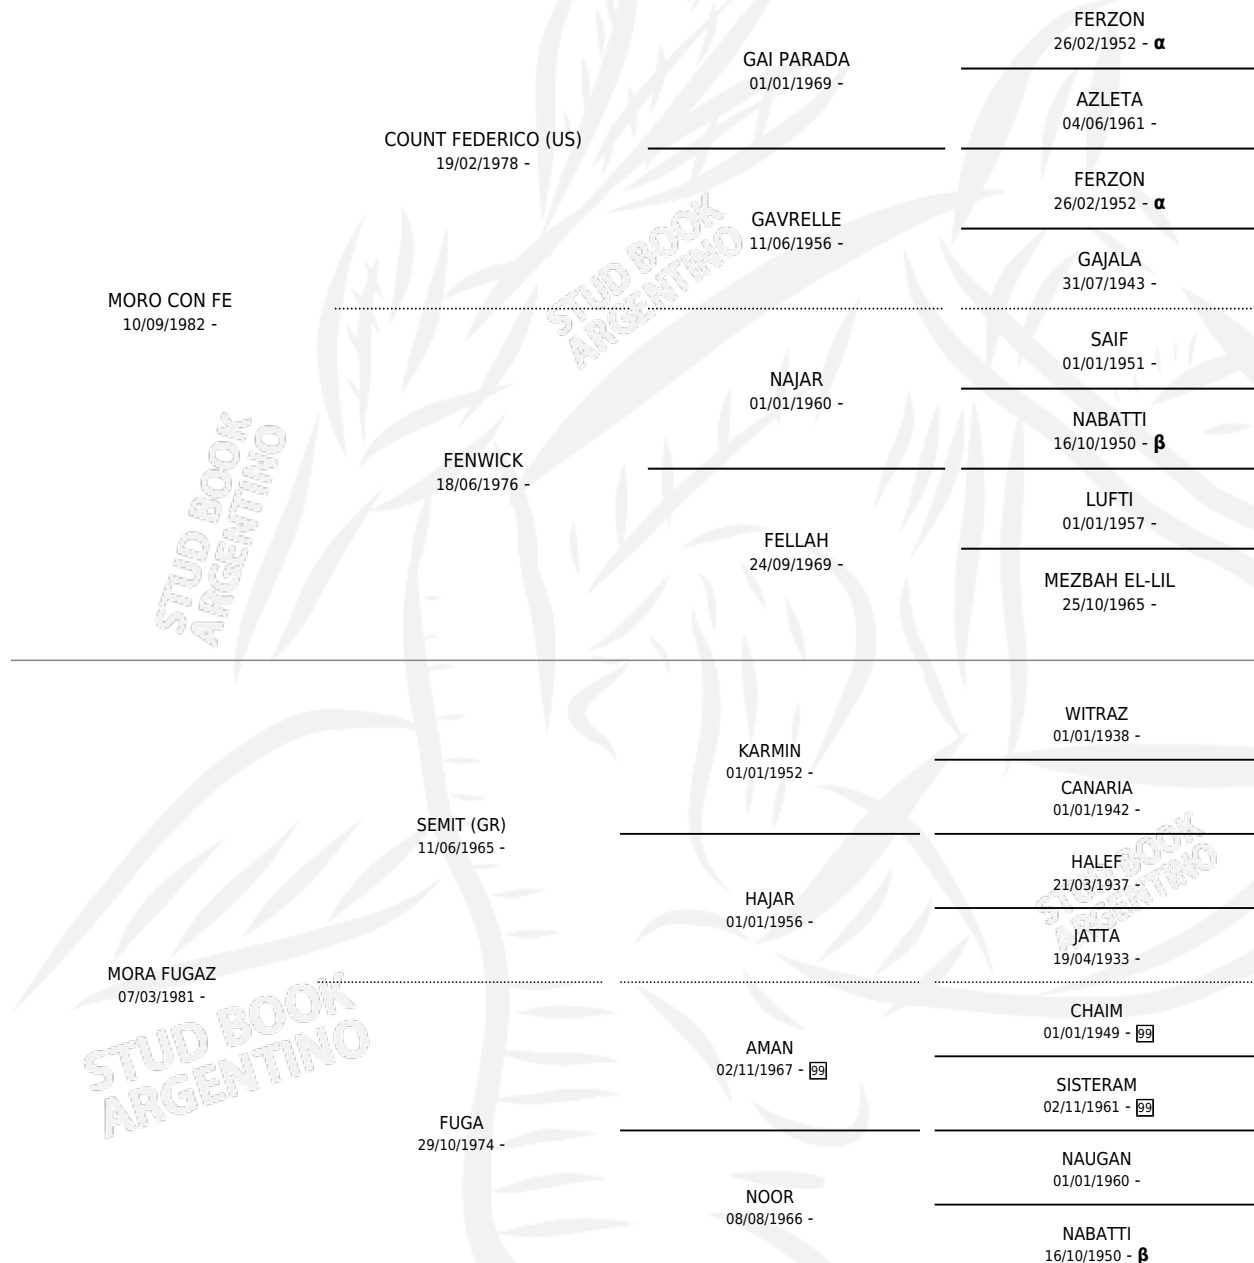 FERZON
26/02/1952 - α
GAI PARADA
01/01/1969 -
AZLETA
04/06/1961 -
COUNT FEDERICO (US)
19/02/1978 -
FERZON
26/02/1952 - α
GAVRELLE
11/06/1956 -
GAJALA
31/07/1943 -
MORO CON FE
10/09/1982 -
SAIF
01/01/1951 -
NAJAR
01/01/1960 -
NABATTI
16/10/1950 - β
FENWICK
18/06/1976 -
LUFTI
01/01/1957 -
FELLAH
24/09/1969 -
MEZBAH EL-LIL
25/10/1965 -
WITRAZ
01/01/1938 -
KARMIN
01/01/1952 -
CANARIA
01/01/1942 -
SEMIT (GR)
11/06/1965 -
HALEF
21/03/1937 -
HAJAR
01/01/1956 -
JATTA
19/04/1933 -
MORA FUGAZ
07/03/1981 -
CHAIM
01/01/1949 - 99
AMAN
02/11/1967 - 99
SISTERAM
02/11/1961 - 99
FUGA
29/10/1974 -
NAUGAN
01/01/1960 -
NOOR
08/08/1966 -
NABATTI
16/10/1950 - β
STUD BOOK
ARGENTINO
STUD BOOK
ARGENTINO
STUD BOOK
ARGENTINO
STUD BOOK
ARGENTINO